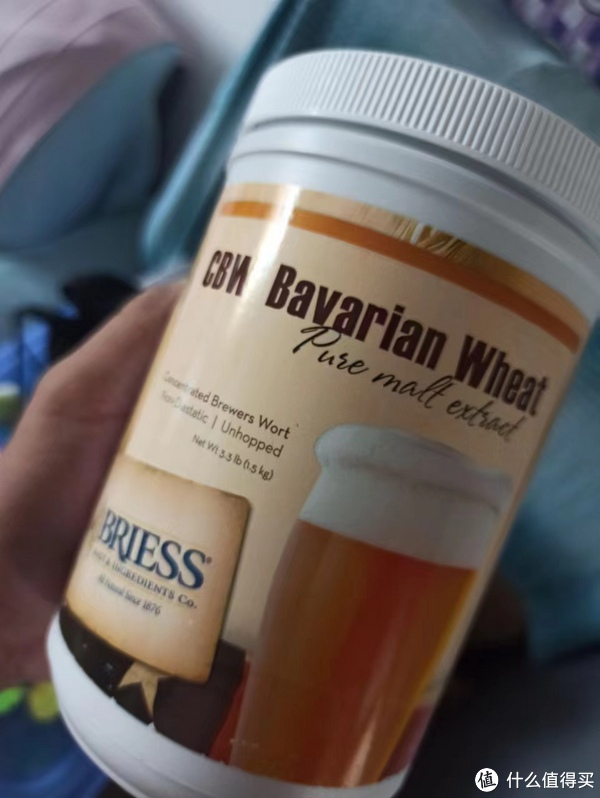 CBW Bavarian Wheat
Pure malt extract
Concentrated Brewers Wort
Non-Diastatic | Unhopped
Net Wt 3.3 lb (1.5 kg)
BRIESS®
Malt & Ingredients Co.
All Natural Since 1876
值 什么值得买